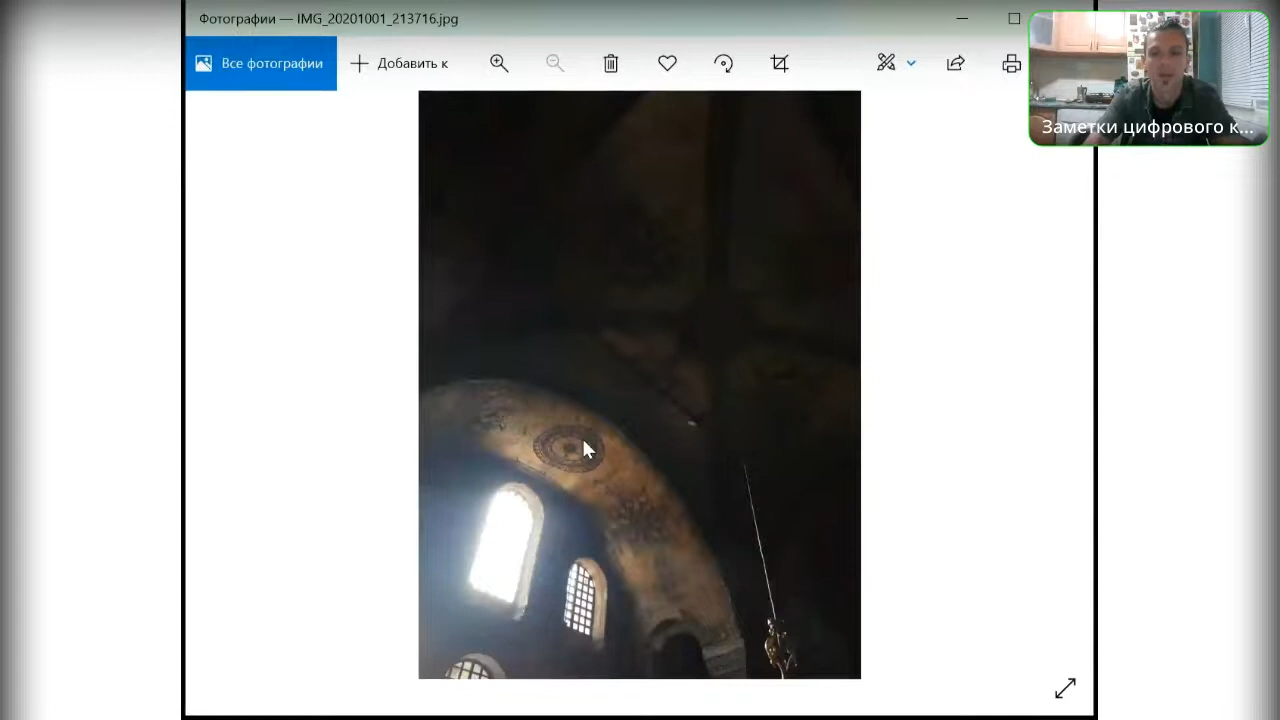 Фотографии — IMG_20201001_213716.jpg
Все фотографии
Добавить к
Заметки цифрового к...